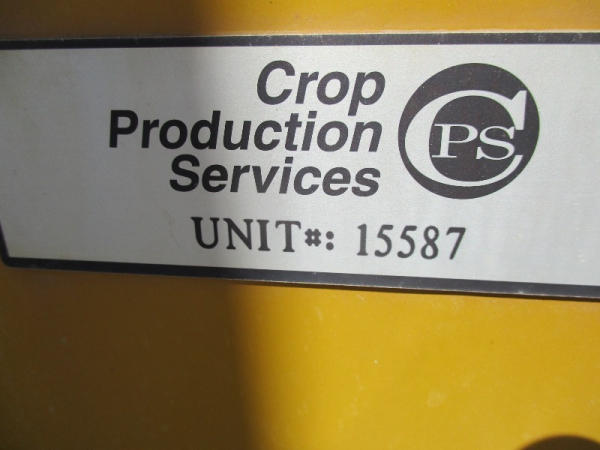 Crop
Production
Services
CPS
UNIT#: 15587